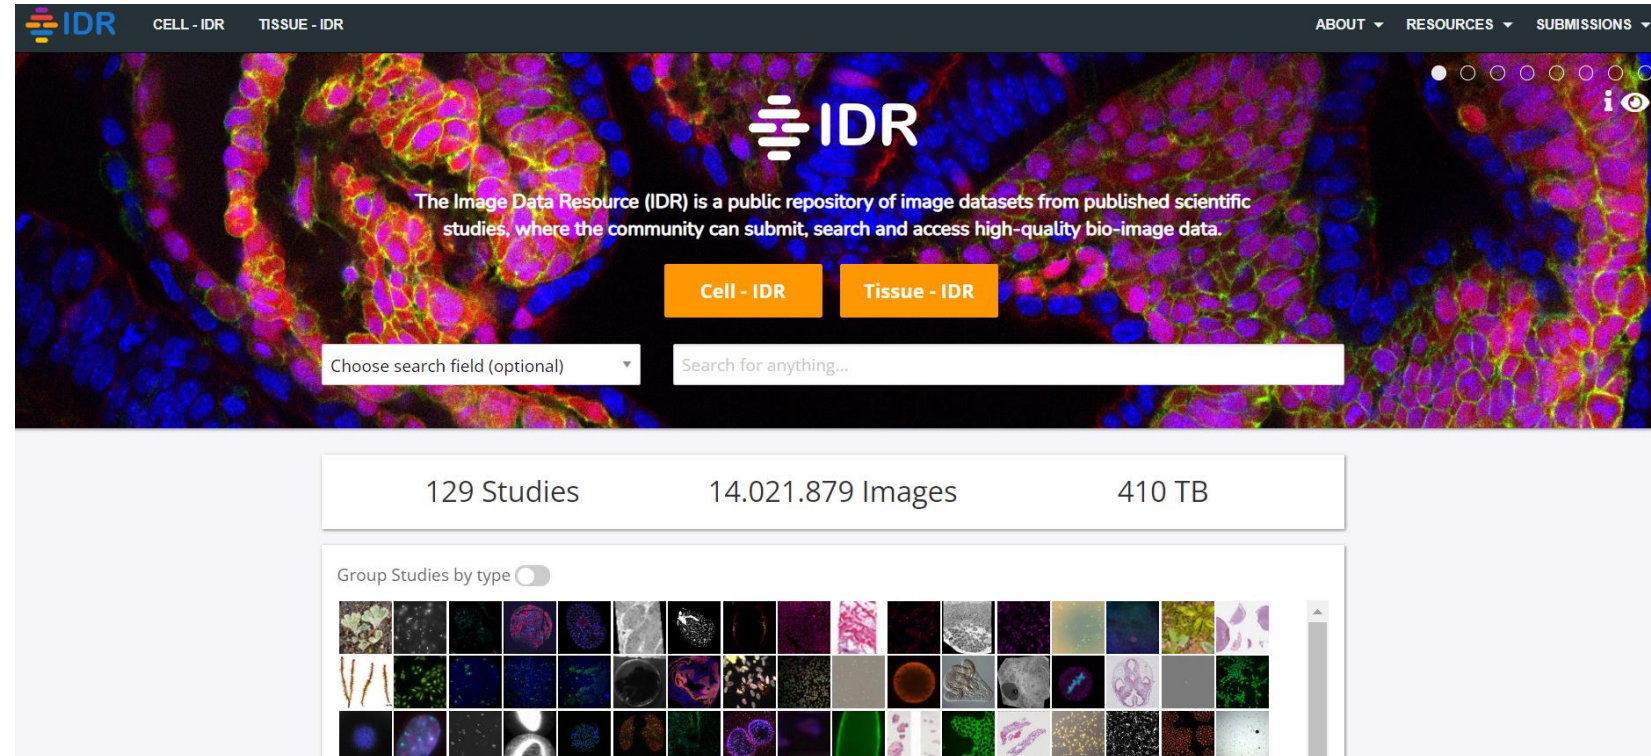 IDR CELL - IDR TISSUE - IDR ABOUT RESOURCES SUBMISSIONS
i
IDR
The Image Data Resource (IDR) is a public repository of image datasets from published scientific
studies, where the community can submit, search and access high-quality bio-image data.
Cell - IDR Tissue - IDR
Choose search field (optional) Search for anything...
129 Studies 14.021.879 Images 410 TB
Group Studies by type